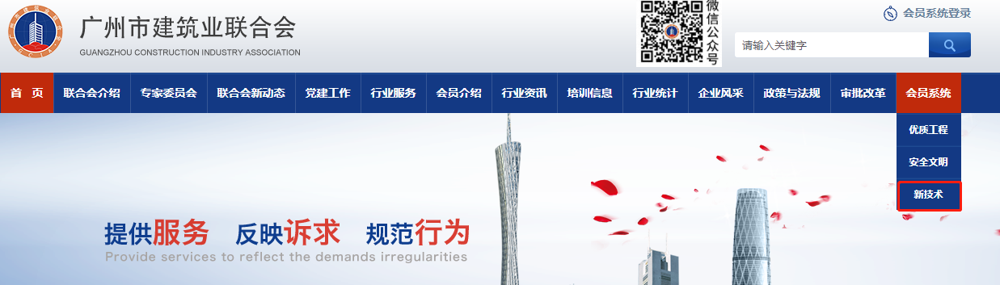 广州市建筑业联合会
GUANGZHOU CONSTRUCTION INDUSTRY ASSOCIATION
微信公众号
会员系统登录
请输入关键字
首 页 联合会介绍 专家委员会 联合会新动态 党建工作 行业服务 会员介绍 行业资讯 培训信息 行业统计 企业风采 政策与法规 审批改革 会员系统
优质工程
安全文明
新技术
提供服务 反映诉求 规范行为
Provide services to reflect the demands irregularities